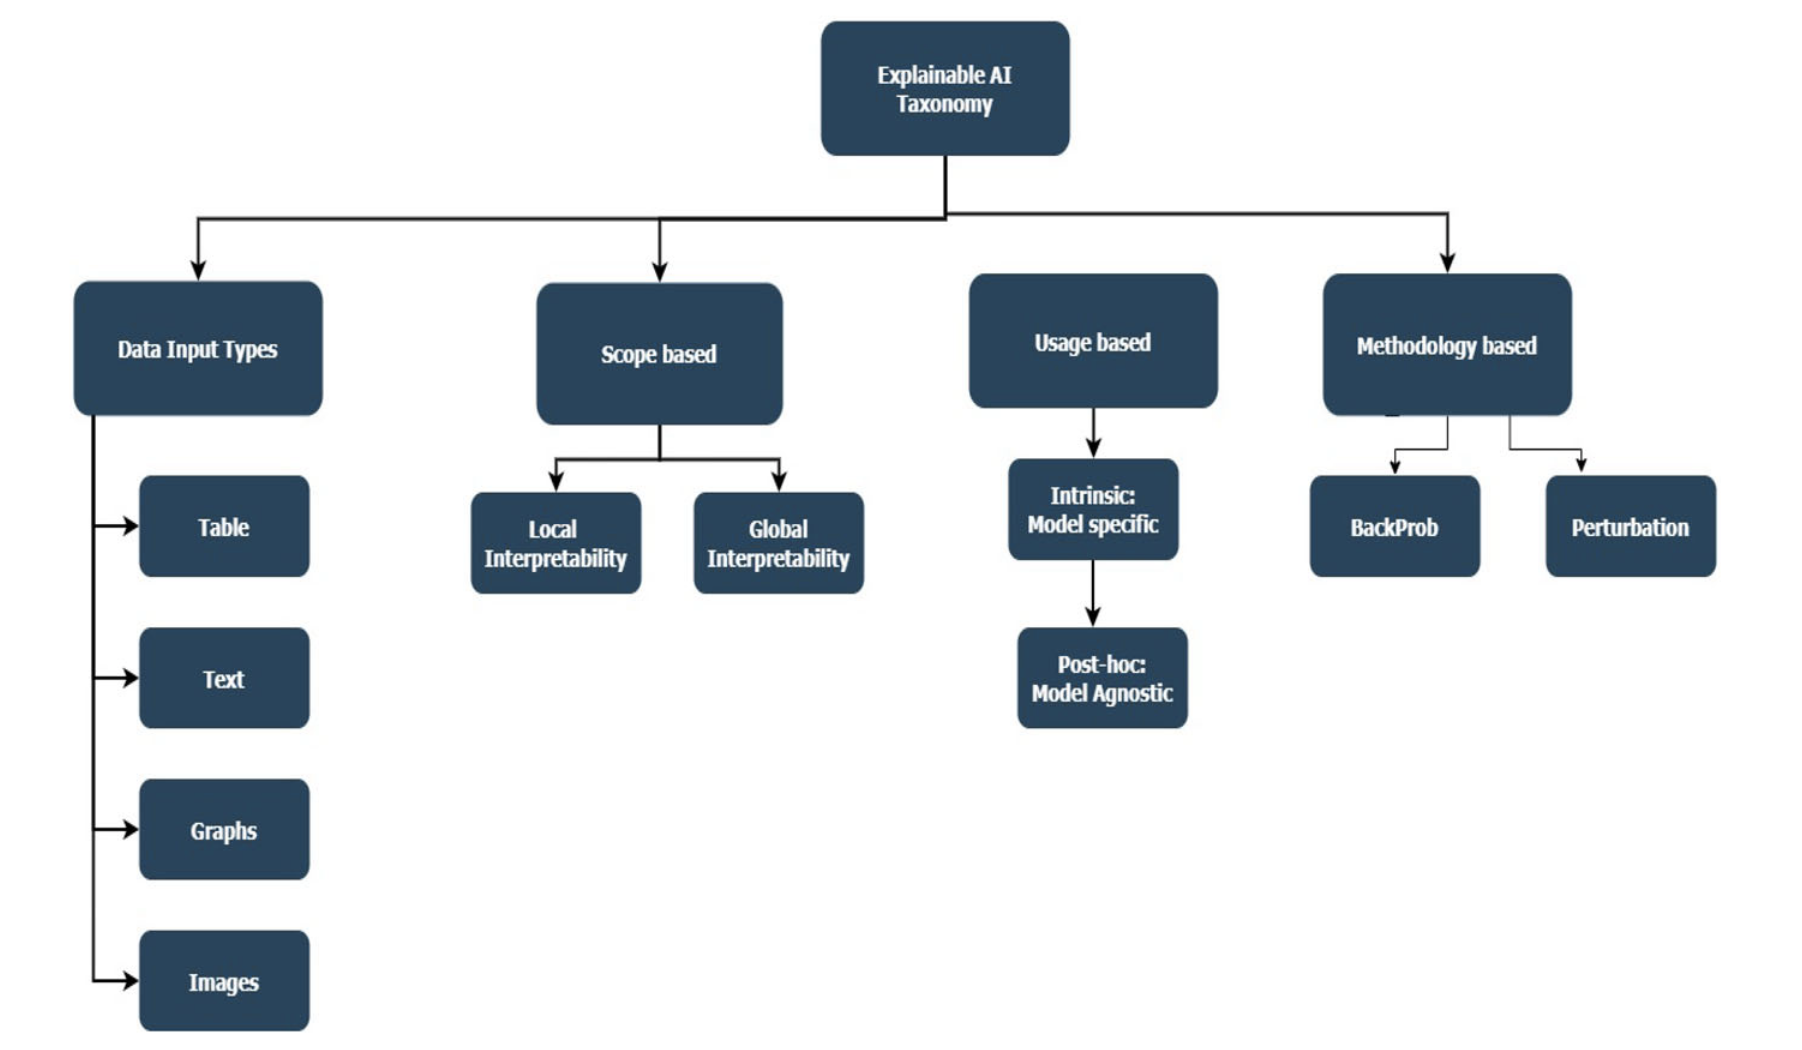 Explainable AI
Taxonomy
Data Input Types
Scope based
Usage based
Methodology based
Table
Text
Graphs
Images
Local
Interpretability
Global
Interpretability
Intrinsic:
Model specific
Post-hoc:
Model Agnostic
BackProb
Perturbation